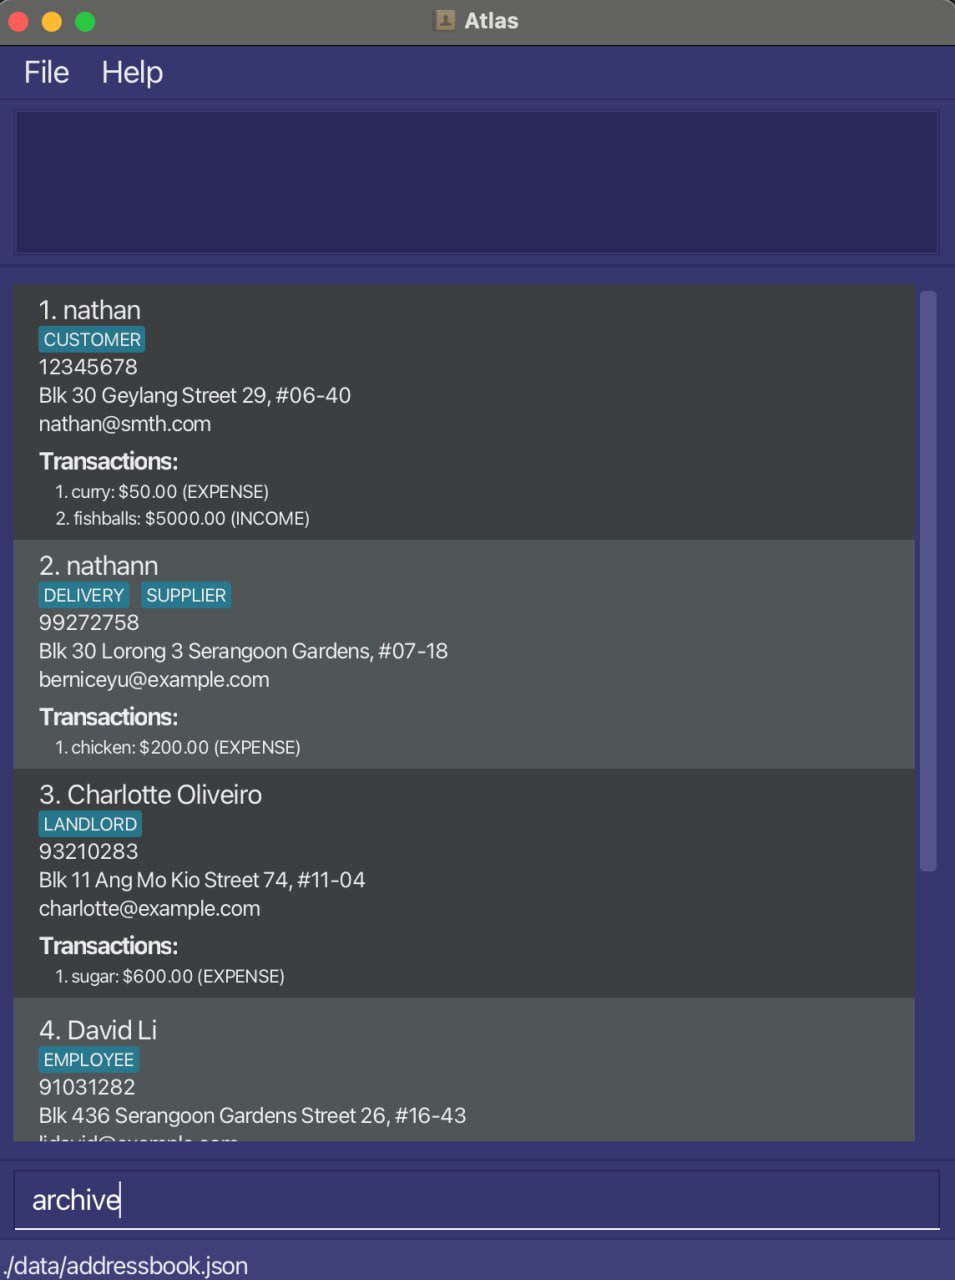 Atlas
File Help
1. nathan
CUSTOMER
12345678
Blk 30 Geylang Street 29, #06-40
nathan@smth.com
Transactions:
1. curry: $50.00 (EXPENSE)
2. fishballs: $5000.00 (INCOME)
2. nathann
DELIVERY SUPPLIER
99272758
Blk 30 Lorong 3 Serangoon Gardens, #07-18
berniceyu@example.com
Transactions:
1. chicken: $200.00 (EXPENSE)
3. Charlotte Oliveiro
LANDLORD
93210283
Blk 11 Ang Mo Kio Street 74, #11-04
charlotte@example.com
Transactions:
1. sugar: $600.00 (EXPENSE)
4. David Li
EMPLOYEE
91031282
Blk 436 Serangoon Gardens Street 26, #16-43
archive
./data/addressbook.json